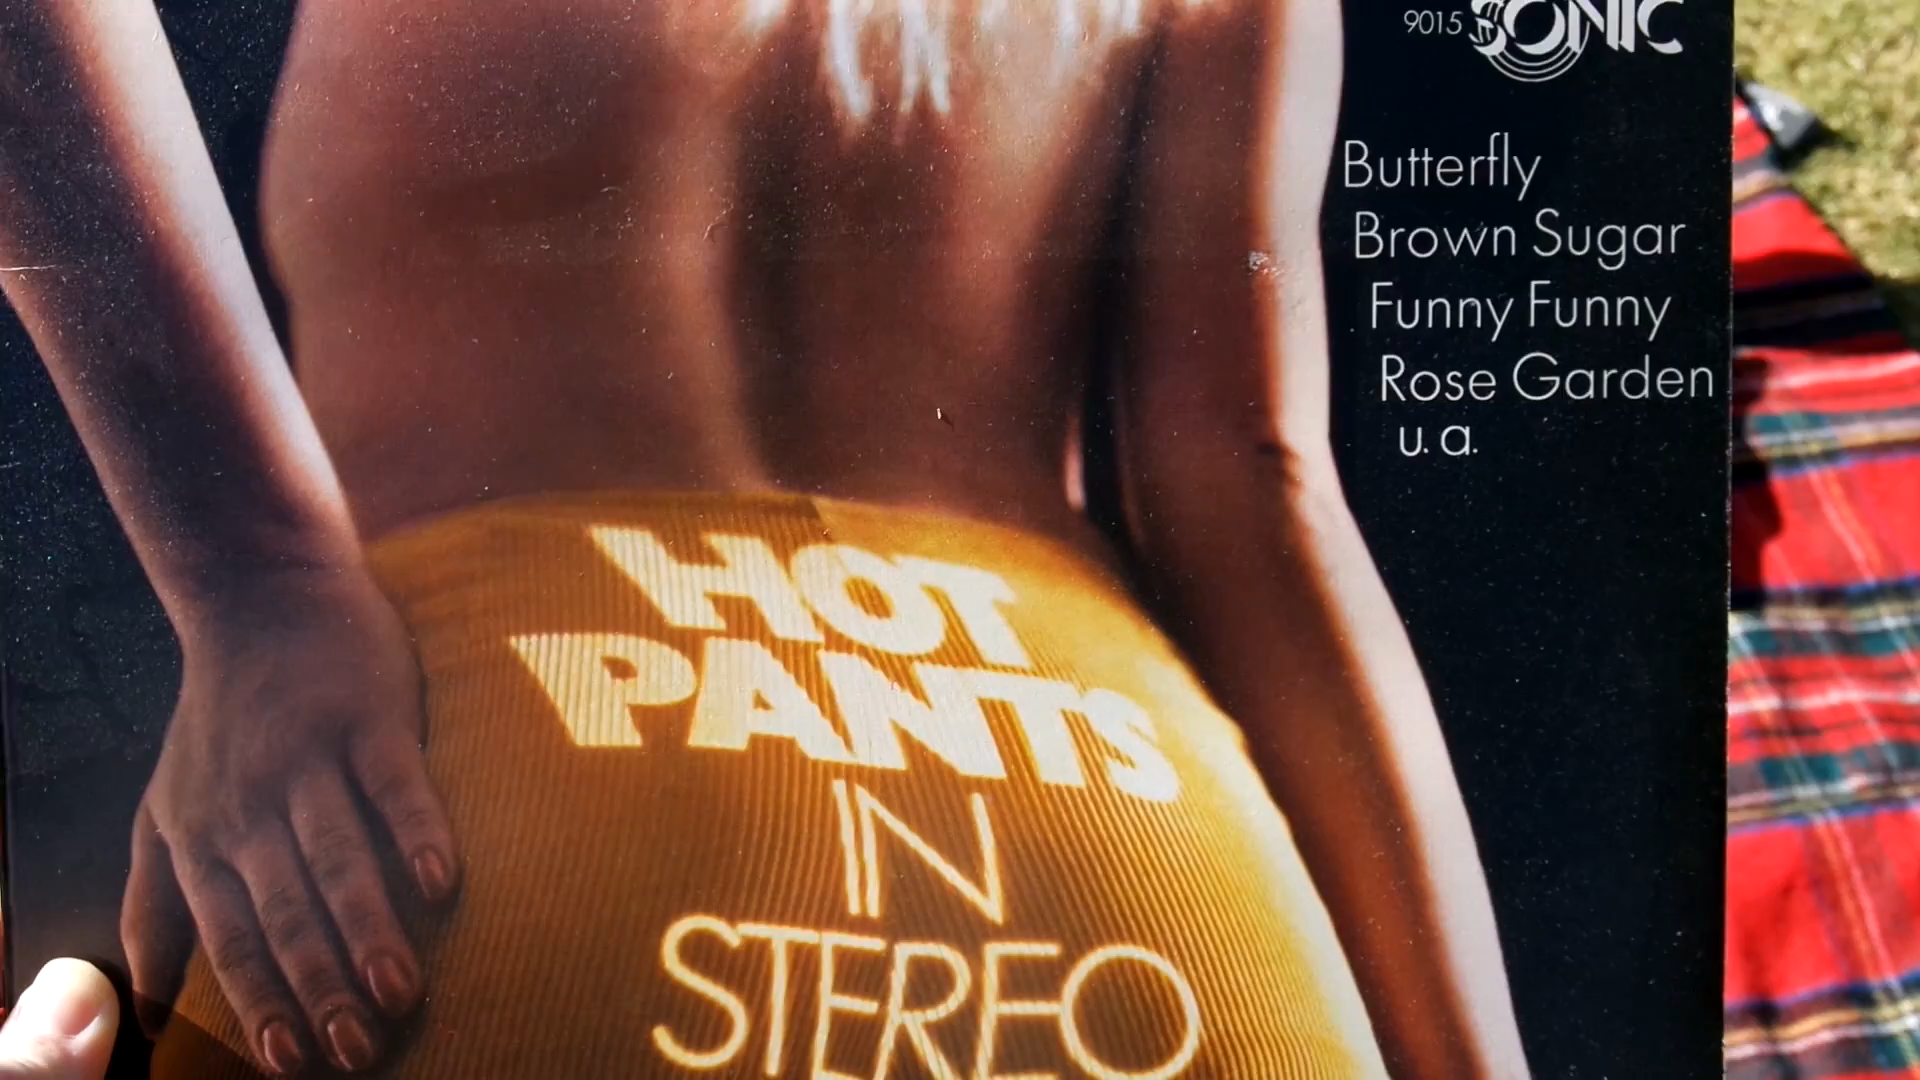 9015 SONIC
Butterfly
Brown Sugar
Funny Funny
Rose Garden
u. a.
HOT
PANTS
IN
STEREO